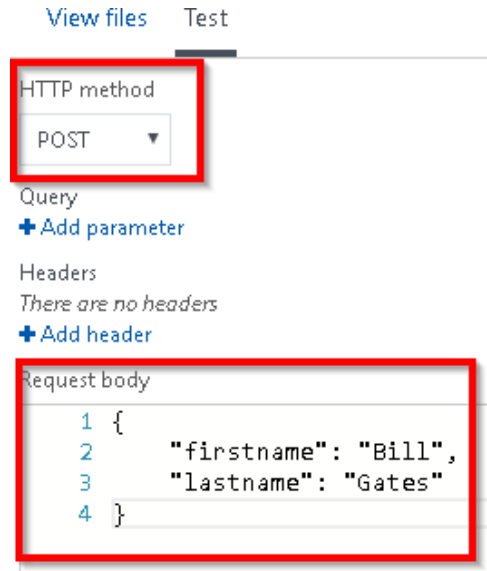 View files Test
HTTP method
POST
Query
+ Add parameter
Headers
There are no headers
+ Add header
Request body
1 {
2 "firstname": "Bill",
3 "lastname": "Gates"
4 }